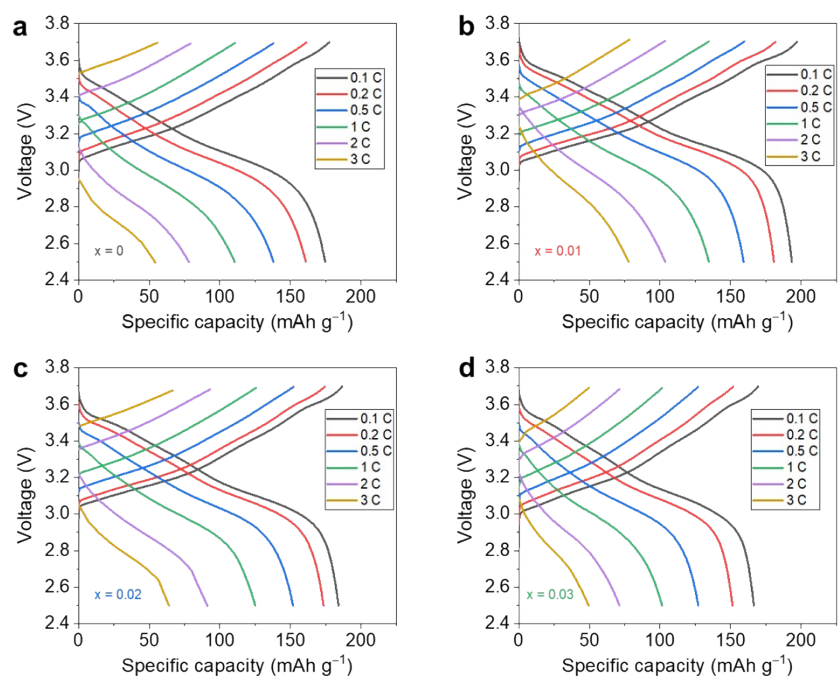 a
3.8
3.6
3.4
3.2
3.0
2.8
2.6
2.4
Voltage (V)
0.1 C
0.2 C
0.5 C
1 C
2 C
3 C
x = 0
0 50 100 150 200
Specific capacity (mAh g⁻¹)
b
3.8
3.6
3.4
3.2
3.0
2.8
2.6
2.4
Voltage (V)
0.1 C
0.2 C
0.5 C
1 C
2 C
3 C
x = 0.01
0 50 100 150 200
Specific capacity (mAh g⁻¹)
c
3.8
3.6
3.4
3.2
3.0
2.8
2.6
2.4
Voltage (V)
0.1 C
0.2 C
0.5 C
1 C
2 C
3 C
x = 0.02
0 50 100 150 200
Specific capacity (mAh g⁻¹)
d
3.8
3.6
3.4
3.2
3.0
2.8
2.6
2.4
Voltage (V)
0.1 C
0.2 C
0.5 C
1 C
2 C
3 C
x = 0.03
0 50 100 150 200
Specific capacity (mAh g⁻¹)